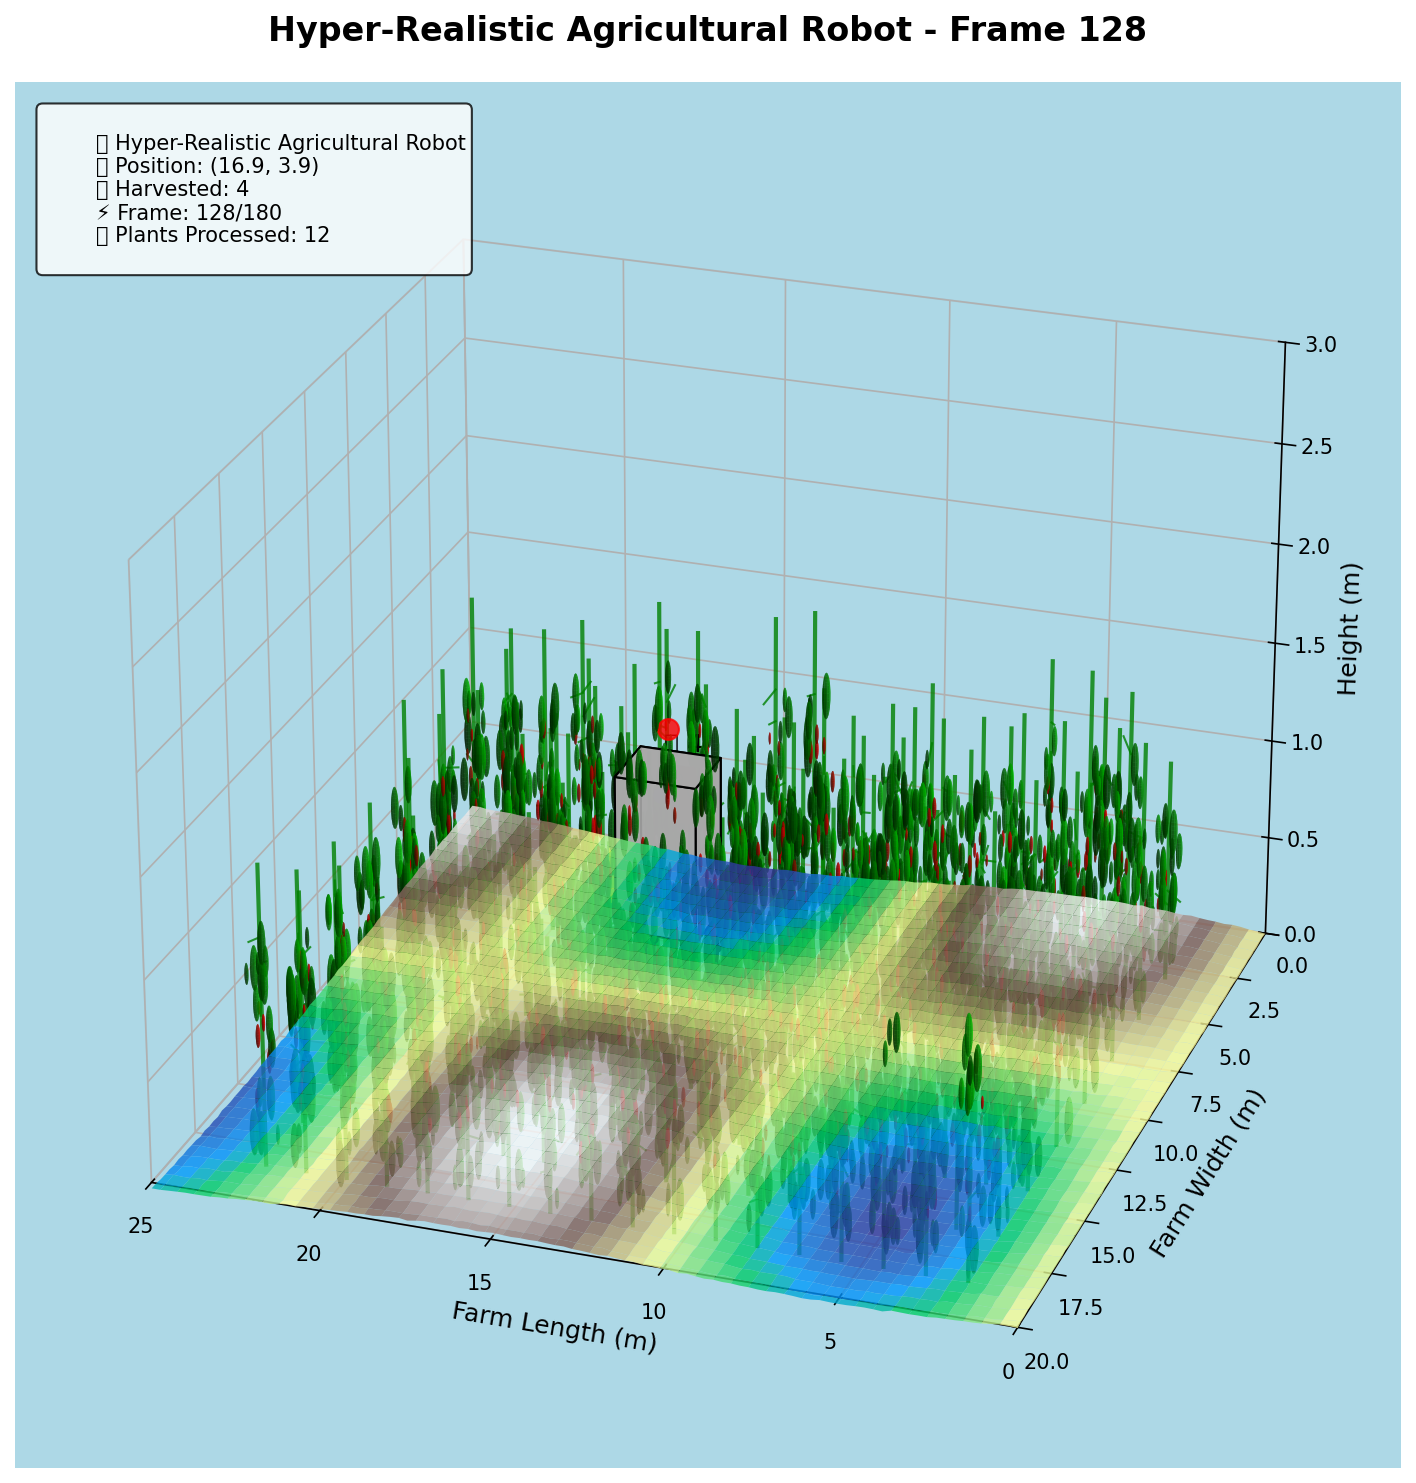 Hyper-Realistic Agricultural Robot - Frame 128
▯ Hyper-Realistic Agricultural Robot
▯ Position: (16.9, 3.9)
▯ Harvested: 4
⚡ Frame: 128/180
▯ Plants Processed: 12
3.0
2.5
2.0
1.5
1.0
0.5
0.0
Height (m)
0.0
2.5
5.0
7.5
10.0
12.5
15.0
17.5
20.0
Farm Width (m)
25
20
15
10
5
0
Farm Length (m)